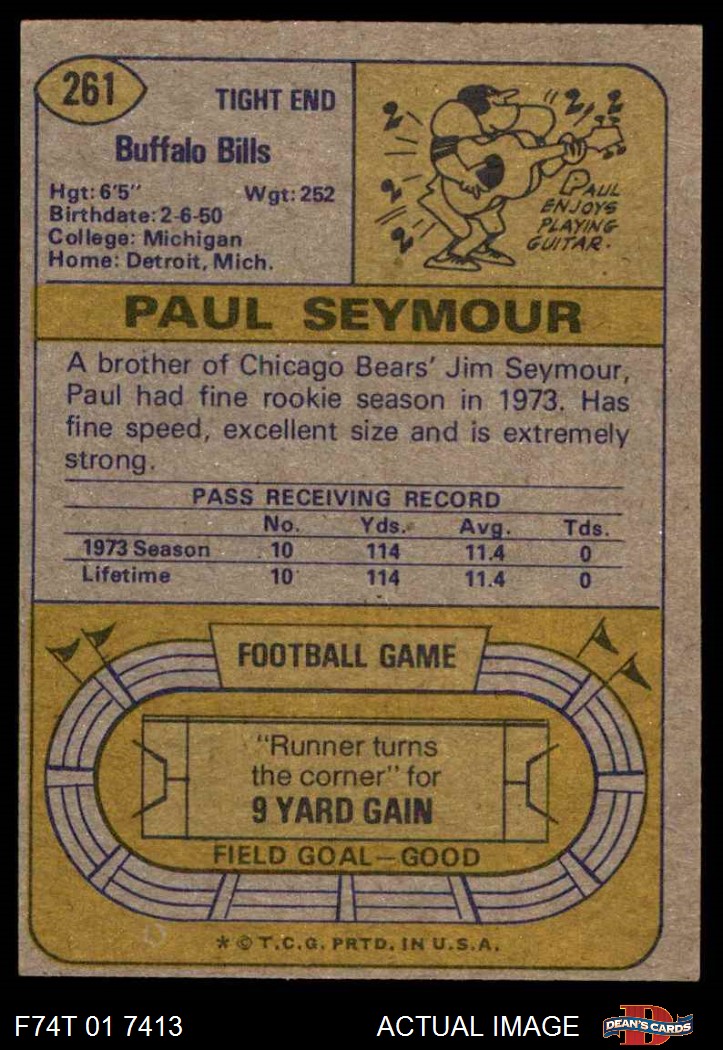 261
TIGHT END
Buffalo Bills
Hgt: 6'5" Wgt: 252
Birthdate: 2-6-50
College: Michigan
Home: Detroit, Mich.
PAUL
ENJOYS
PLAYING
GUITAR.
PAUL SEYMOUR
A brother of Chicago Bears' Jim Seymour,
Paul had fine rookie season in 1973. Has
fine speed, excellent size and is extremely
strong.
PASS RECEIVING RECORD
No. Yds. Avg. Tds.
1973 Season 10 114 11.4 0
Lifetime 10 114 11.4 0
FOOTBALL GAME
"Runner turns
the corner" for
9 YARD GAIN
FIELD GOAL—GOOD
* © T.C.G. PRTD. IN U.S.A.
F74T 01 7413 ACTUAL IMAGE
DEAN'S CARDS